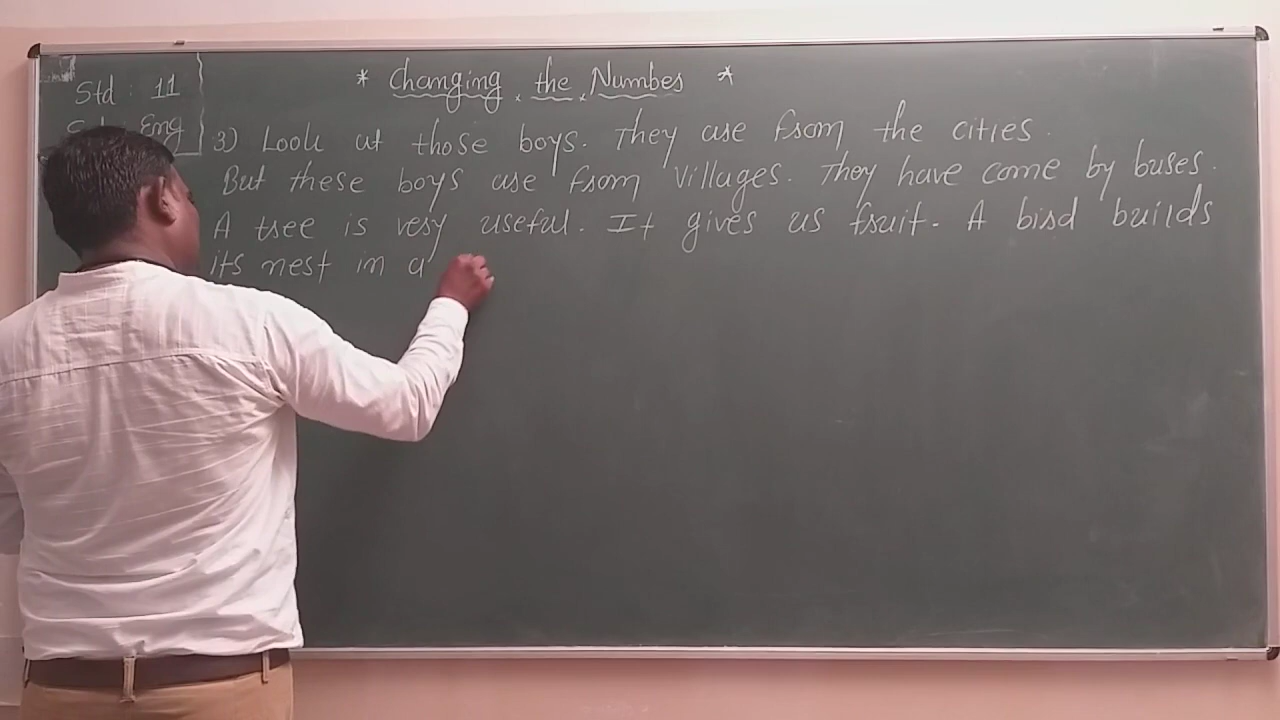 Std : 11
Eng
* Changing the Number *
3) Look at those boys. They are from the cities.
But these boys are from villages. They have come by buses.
A tree is very useful. It gives us fruit. A bird builds
its nest in a